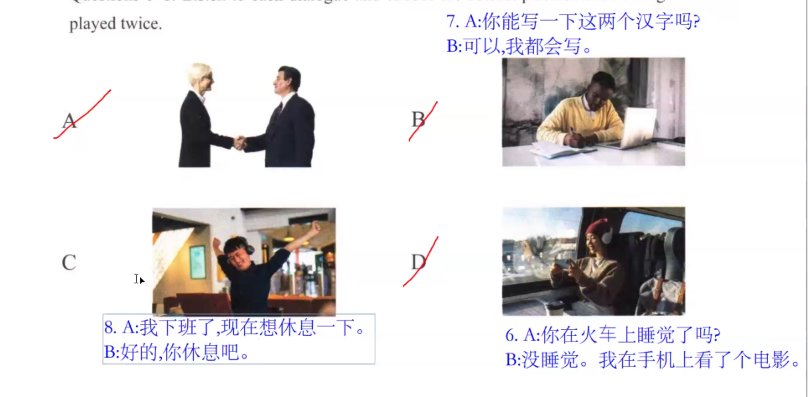 played twice.
7. A:你能写一下这两个汉字吗?
B:可以,我都会写。
A
B
C
D
8. A:我下班了,现在想休息一下。
B:好的,你休息吧。
6. A:你在火车上睡觉了吗?
B:没睡觉。我在手机上看了个电影。